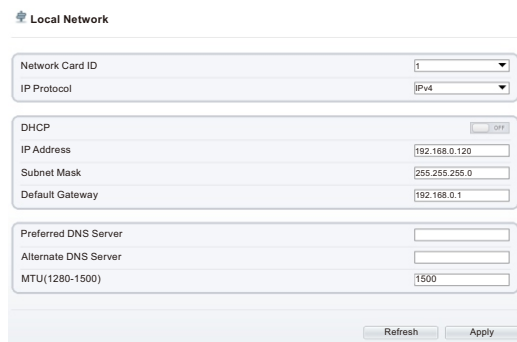 Local Network
Network Card ID 1
IP Protocol IPv4
DHCP OFF
IP Address 192.168.0.120
Subnet Mask 255.255.255.0
Default Gateway 192.168.0.1
Preferred DNS Server
Alternate DNS Server
MTU(1280-1500) 1500
Refresh Apply